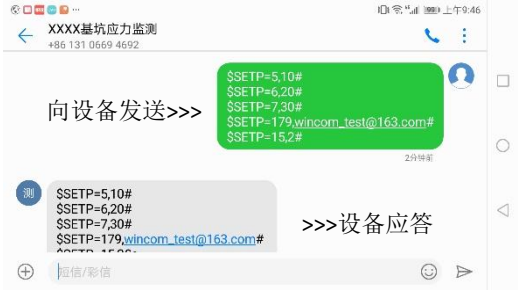 上午9:46
XXXX基坑应力监测
+86 131 0669 4692
$SETP=5,10#
$SETP=6,20#
$SETP=7,30#
$SETP=179,wincom_test@163.com#
$SETP=15,2#
向设备发送>>>
2分钟前
测
$SETP=5,10#
$SETP=6,20#
$SETP=7,30#
$SETP=179,wincom_test@163.com#
>>>设备应答
短信/彩信